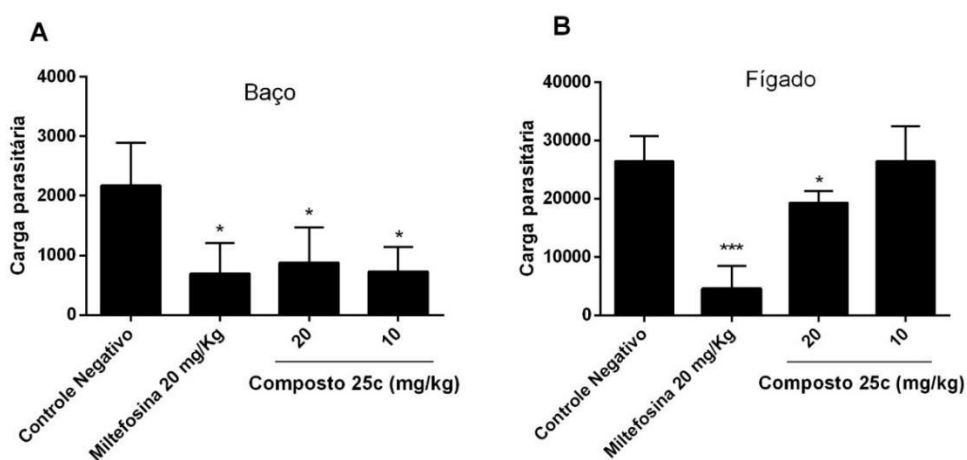 A
Baço
Carga parasitária
4000
3000
2000
1000
0
*
*
*
Controle Negativo
Miltefosina 20 mg/Kg
20
10
Composto 25c (mg/kg)
B
Fígado
Carga parasitária
40000
30000
20000
10000
0
***
*
Controle Negativo
Miltefosina 20 mg/Kg
20
10
Composto 25c (mg/kg)